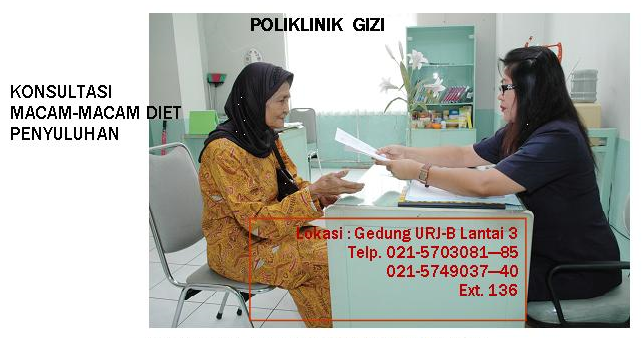 POLIKLINIK GIZI
KONSULTASI
MACAM-MACAM DIET
PENYULUHAN
Lokasi : Gedung URJ-B Lantai 3
Telp. 021-5703081—85
021-5749037—40
Ext. 136